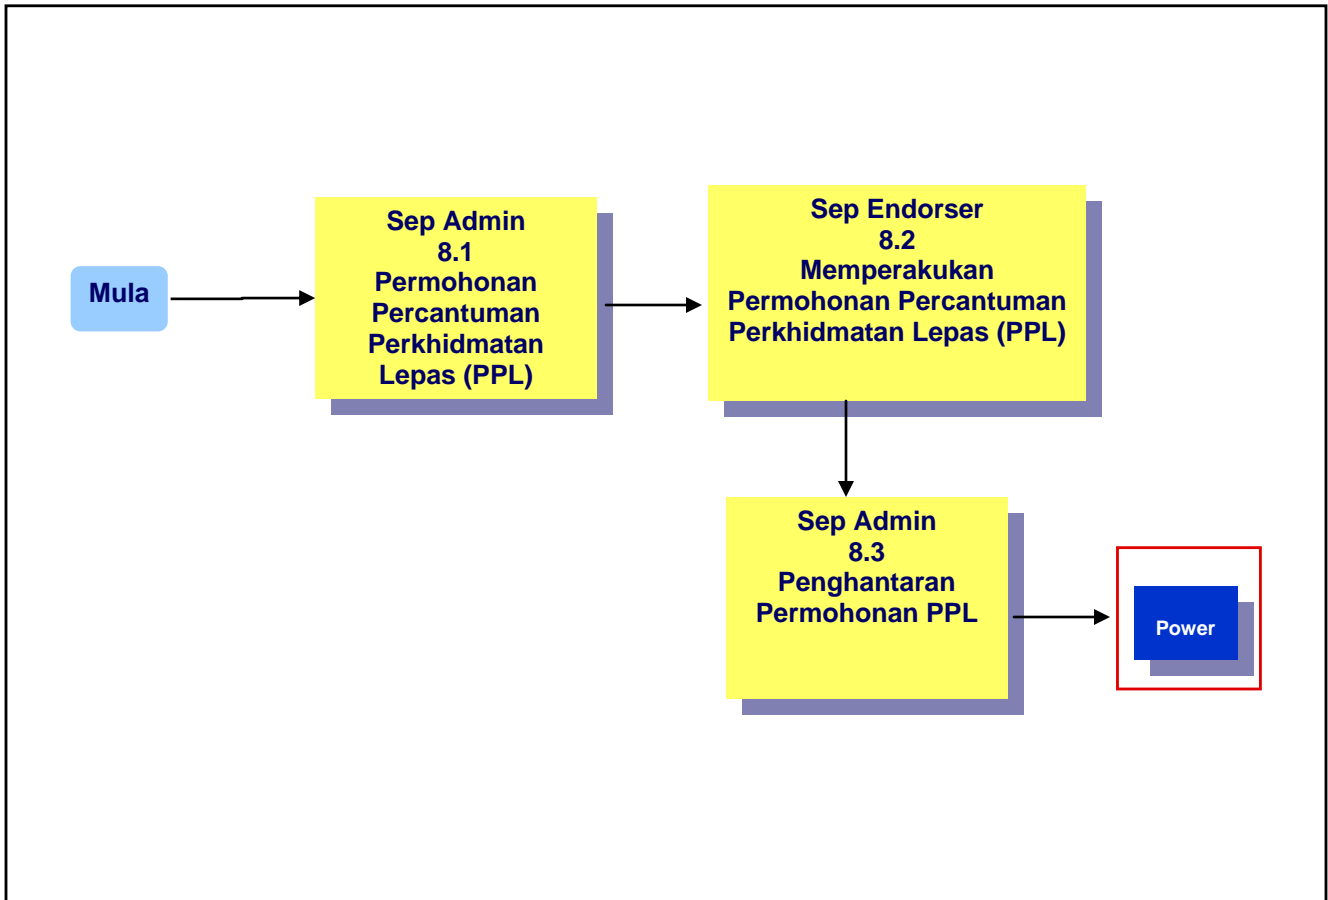 Mula
Sep Admin
8.1
Permohonan
Percantuman
Perkhidmatan
Lepas (PPL)
Sep Endorser
8.2
Memperakukan
Permohonan Percantuman
Perkhidmatan Lepas (PPL)
Sep Admin
8.3
Penghantaran
Permohonan PPL
Power